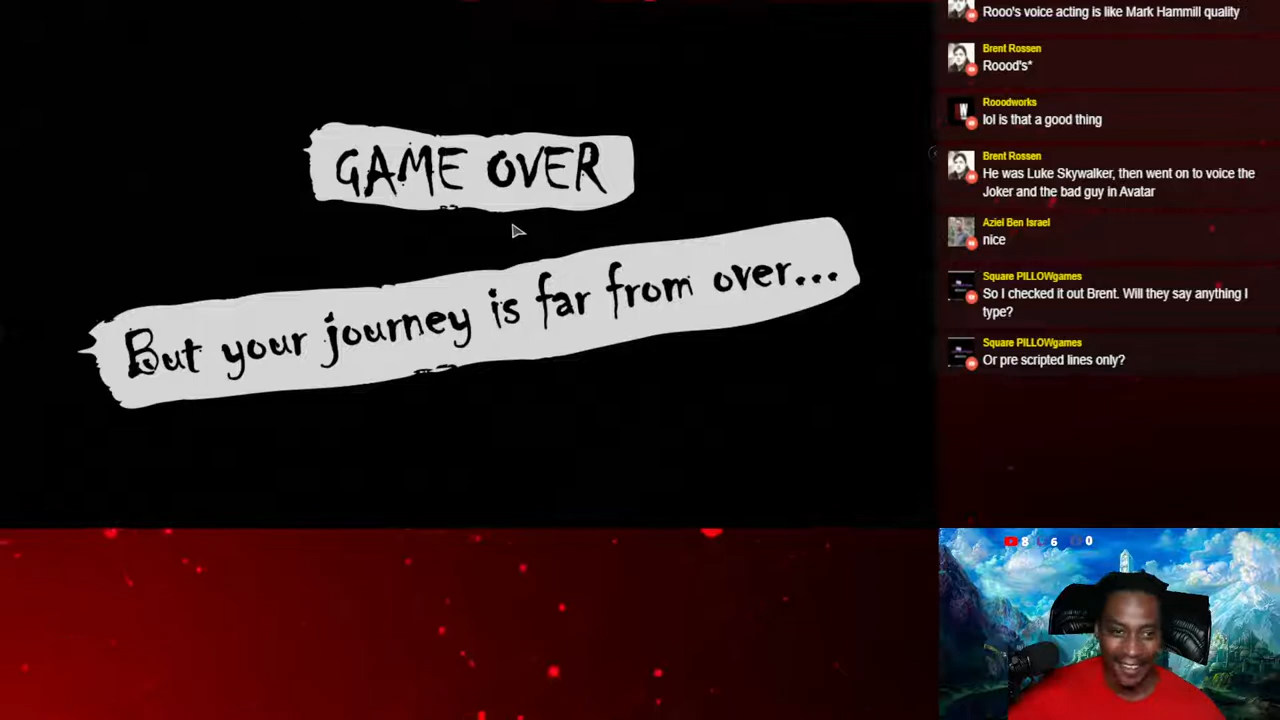 GAME OVER
But your journey is far from over...
Rooo's voice acting is like Mark Hammill quality
Brent Rossen
Roood's*
Rooodworks
lol is that a good thing
Brent Rossen
He was Luke Skywalker, then went on to voice the
Joker and the bad guy in Avatar
Aziel Ben Israel
nice
Square PILLOWgames
So I checked it out Brent. Will they say anything I
type?
Square PILLOWgames
Or pre scripted lines only?
8 6 0